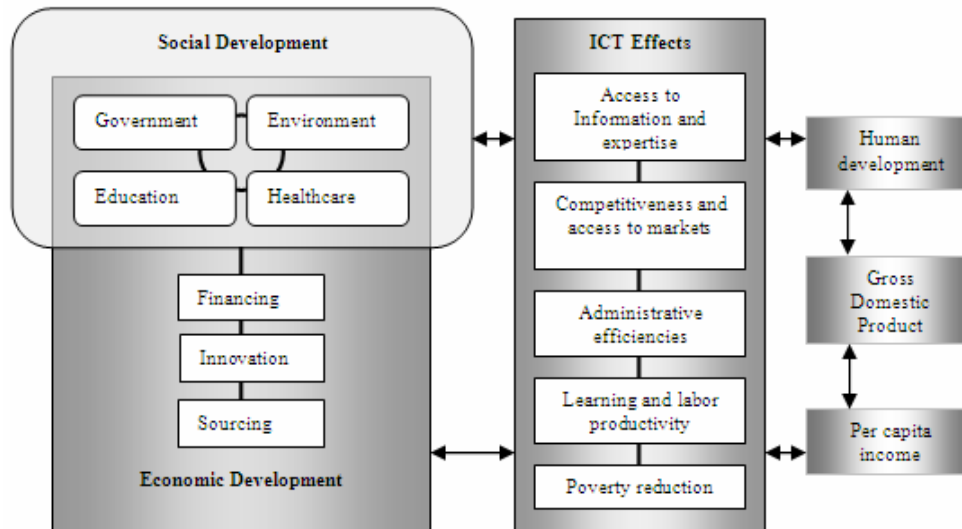 Social Development
Government
Environment
Education
Healthcare
Financing
Innovation
Sourcing
Economic Development
ICT Effects
Access to
Information and
expertise
Competitiveness and
access to markets
Administrative
efficiencies
Learning and labor
productivity
Poverty reduction
Human
development
Gross
Domestic
Product
Per capita
income